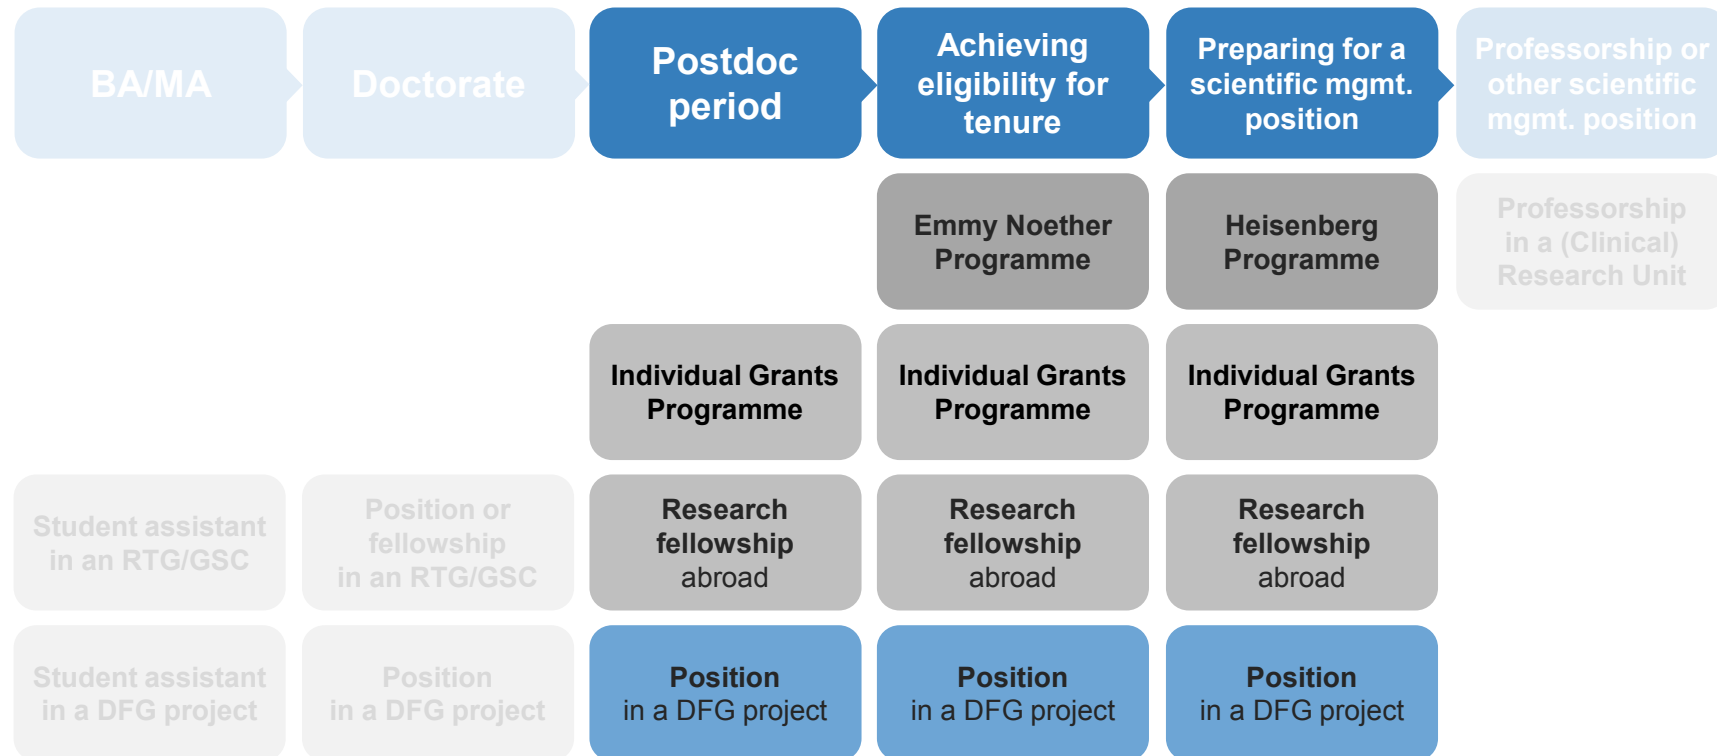 BA/MA
Doctorate
Postdoc
period
Achieving
eligibility for
tenure
Preparing for a
scientific mgmt.
position
Professorship or
other scientific
mgmt. position
Emmy Noether
Programme
Heisenberg
Programme
Professorship
in a (Clinical)
Research Unit
Individual Grants
Programme
Individual Grants
Programme
Individual Grants
Programme
Student assistant
in an RTG/GSC
Position or
fellowship
in an RTG/GSC
Research
fellowship
abroad
Research
fellowship
abroad
Research
fellowship
abroad
Student assistant
in a DFG project
Position
in a DFG project
Position
in a DFG project
Position
in a DFG project
Position
in a DFG project